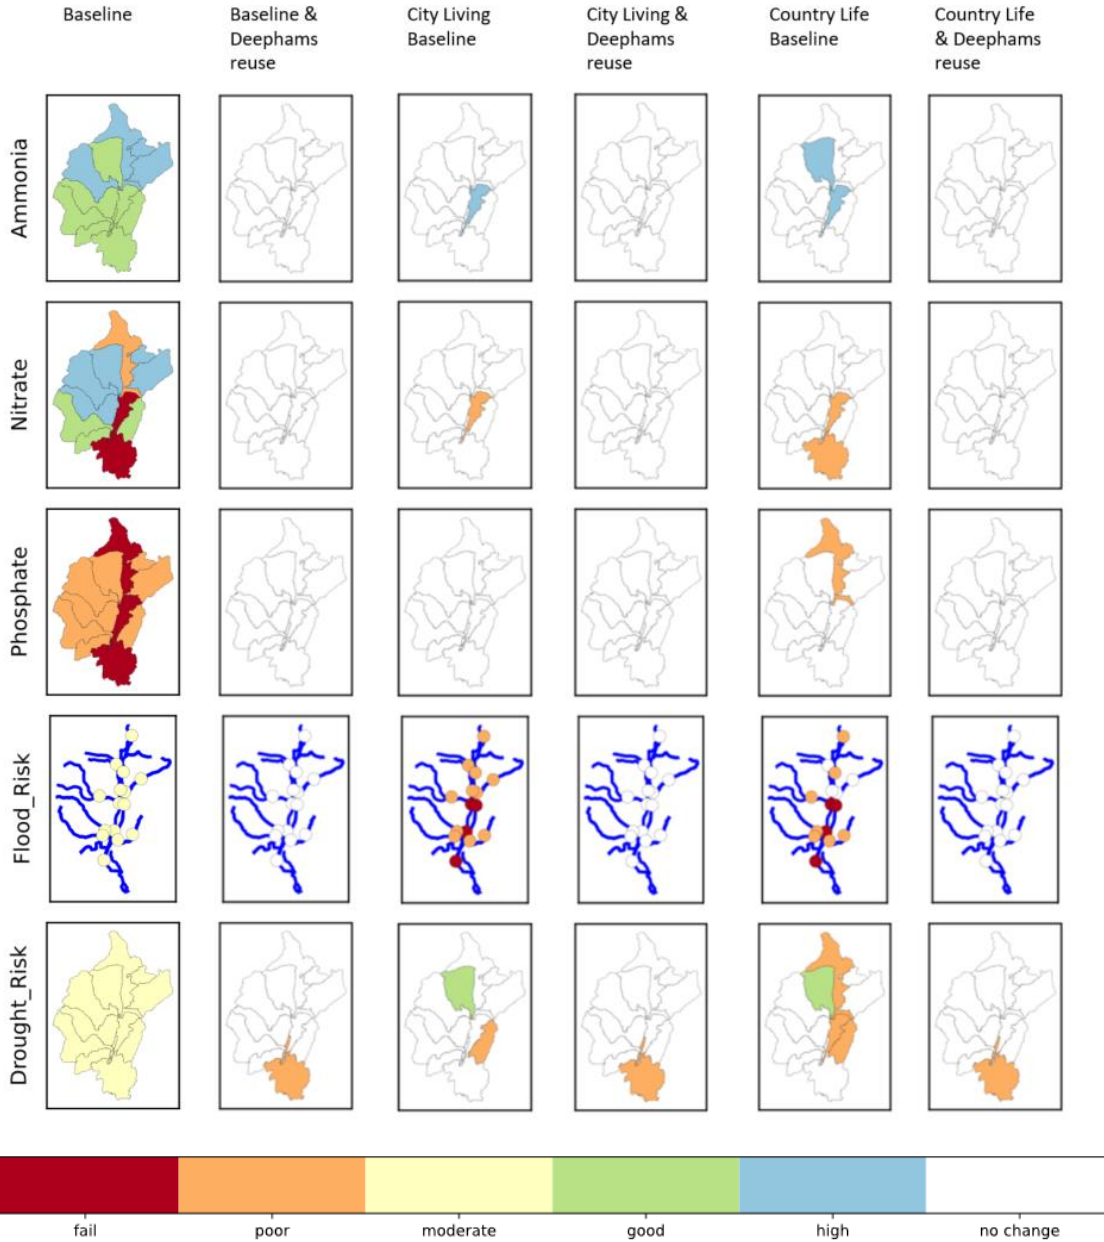 Baseline
Baseline &
Deephams
reuse
City Living
Baseline
City Living &
Deephams
reuse
Country Life
Baseline
Country Life
& Deephams
reuse
Ammonia
Nitrate
Phosphate
Flood_Risk
Drought_Risk
fail
poor
moderate
good
high
no change